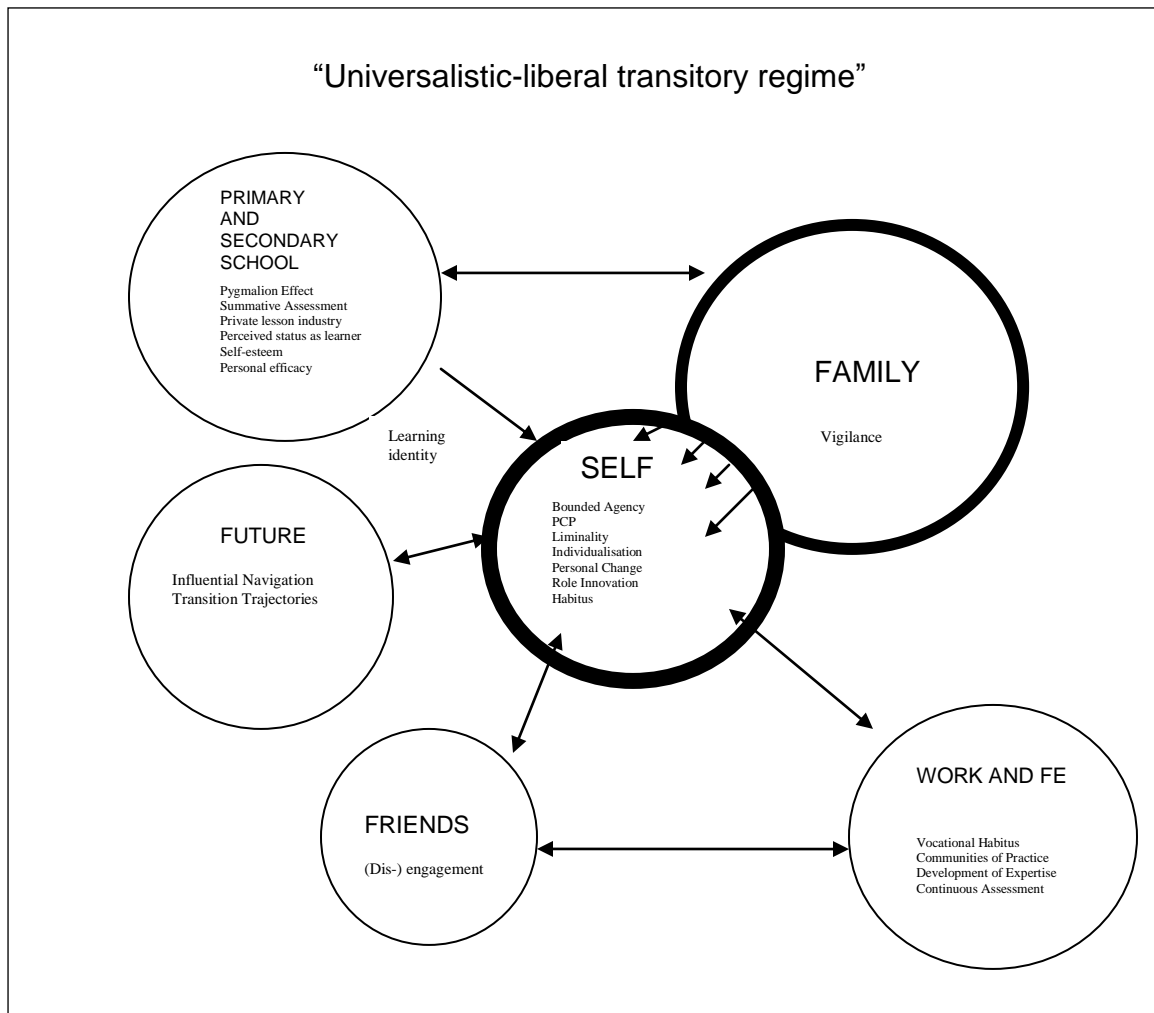 “Universalistic-liberal transitory regime”
PRIMARY
AND
SECONDARY
SCHOOL
Pygmalion Effect
Summative Assessment
Private lesson industry
Perceived status as learner
Self-esteem
Personal efficacy
FAMILY
Vigilance
Learning
identity
SELF
Bounded Agency
PCP
Liminality
Individualisation
Personal Change
Role Innovation
Habitus
FUTURE
Influential Navigation
Transition Trajectories
FRIENDS
(Dis-) engagement
WORK AND FE
Vocational Habitus
Communities of Practice
Development of Expertise
Continuous Assessment